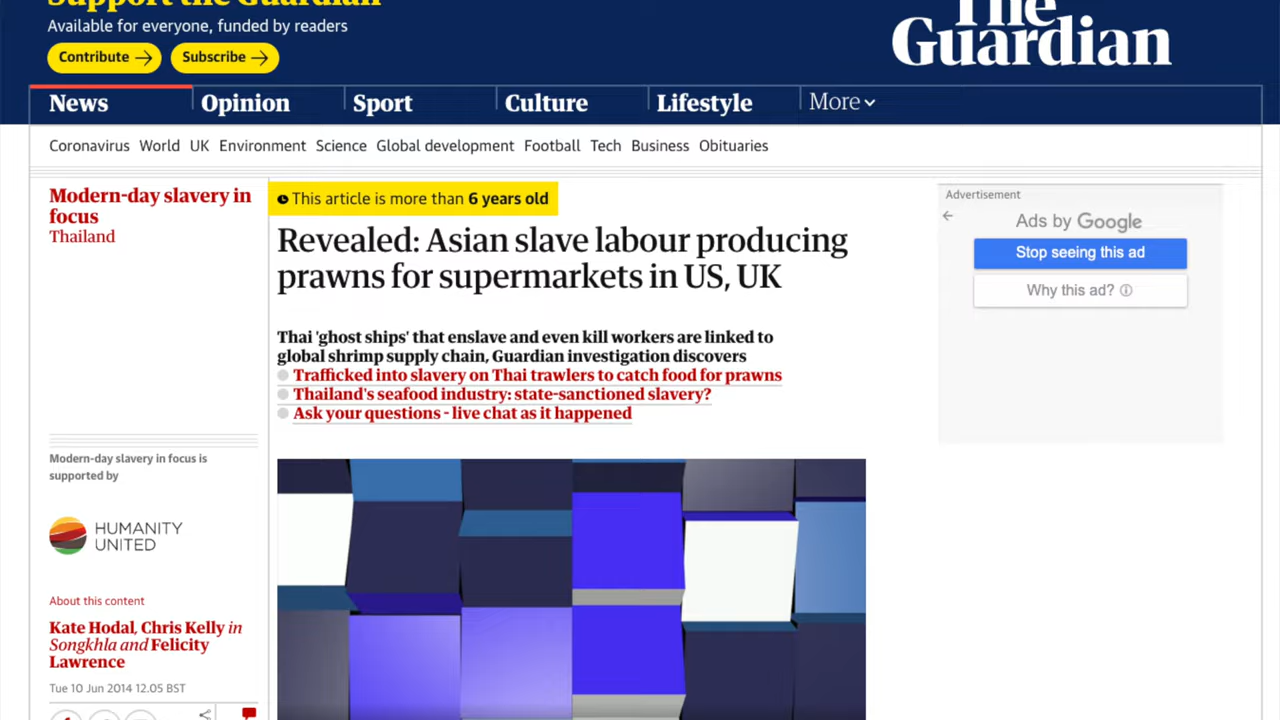 Support the Guardian
Available for everyone, funded by readers
Contribute →
Subscribe →
The
Guardian
News
Opinion
Sport
Culture
Lifestyle
More
Coronavirus World UK Environment Science Global development Football Tech Business Obituaries
Modern-day slavery in
focus
Thailand
This article is more than 6 years old
Revealed: Asian slave labour producing
prawns for supermarkets in US, UK
Thai 'ghost ships' that enslave and even kill workers are linked to
global shrimp supply chain, Guardian investigation discovers
Trafficked into slavery on Thai trawlers to catch food for prawns
Thailand's seafood industry: state-sanctioned slavery?
Ask your questions - live chat as it happened
Advertisement
Ads by Google
Stop seeing this ad
Why this ad?
Modern-day slavery in focus is
supported by
HUMANITY
UNITED
About this content
Kate Hodal, Chris Kelly in
Songkhla and Felicity
Lawrence
Tue 10 Jun 2014 12.05 BST